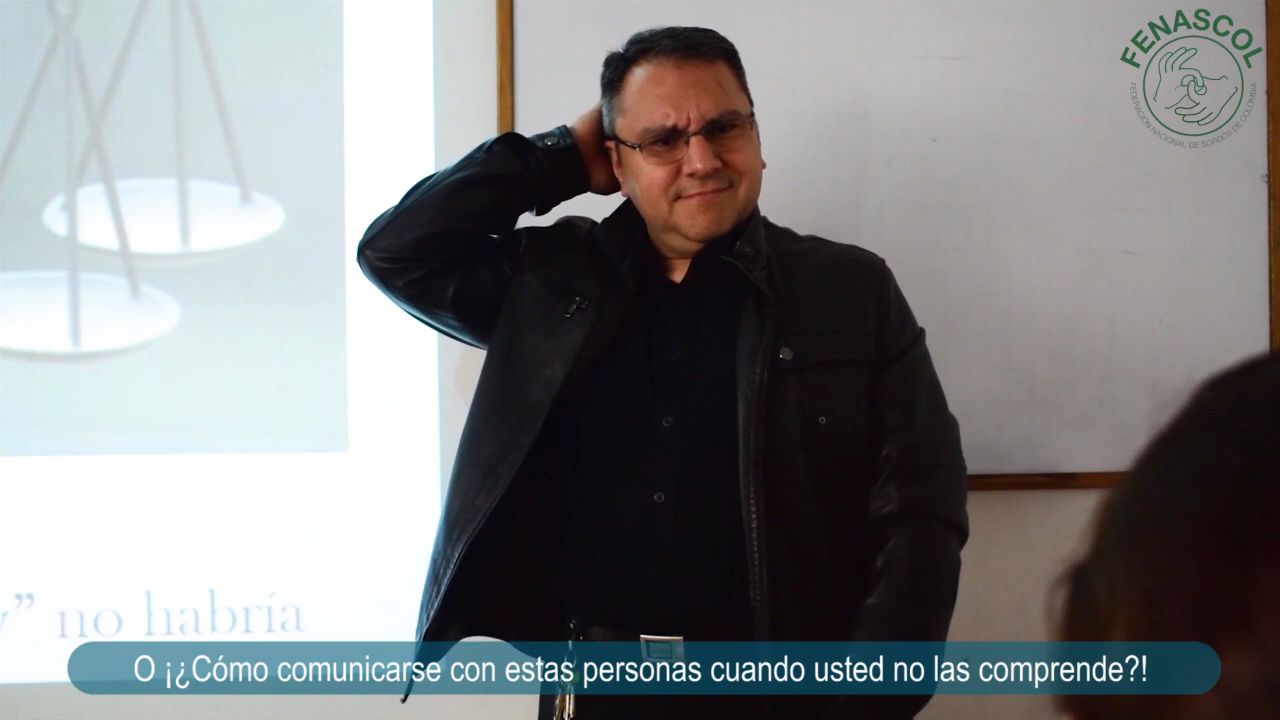 FENASCOL
FEDERACIÓN NACIONAL DE SORDOS DE COLOMBIA
” no habría
O ¡¿Cómo comunicarse con estas personas cuando usted no las comprende?!